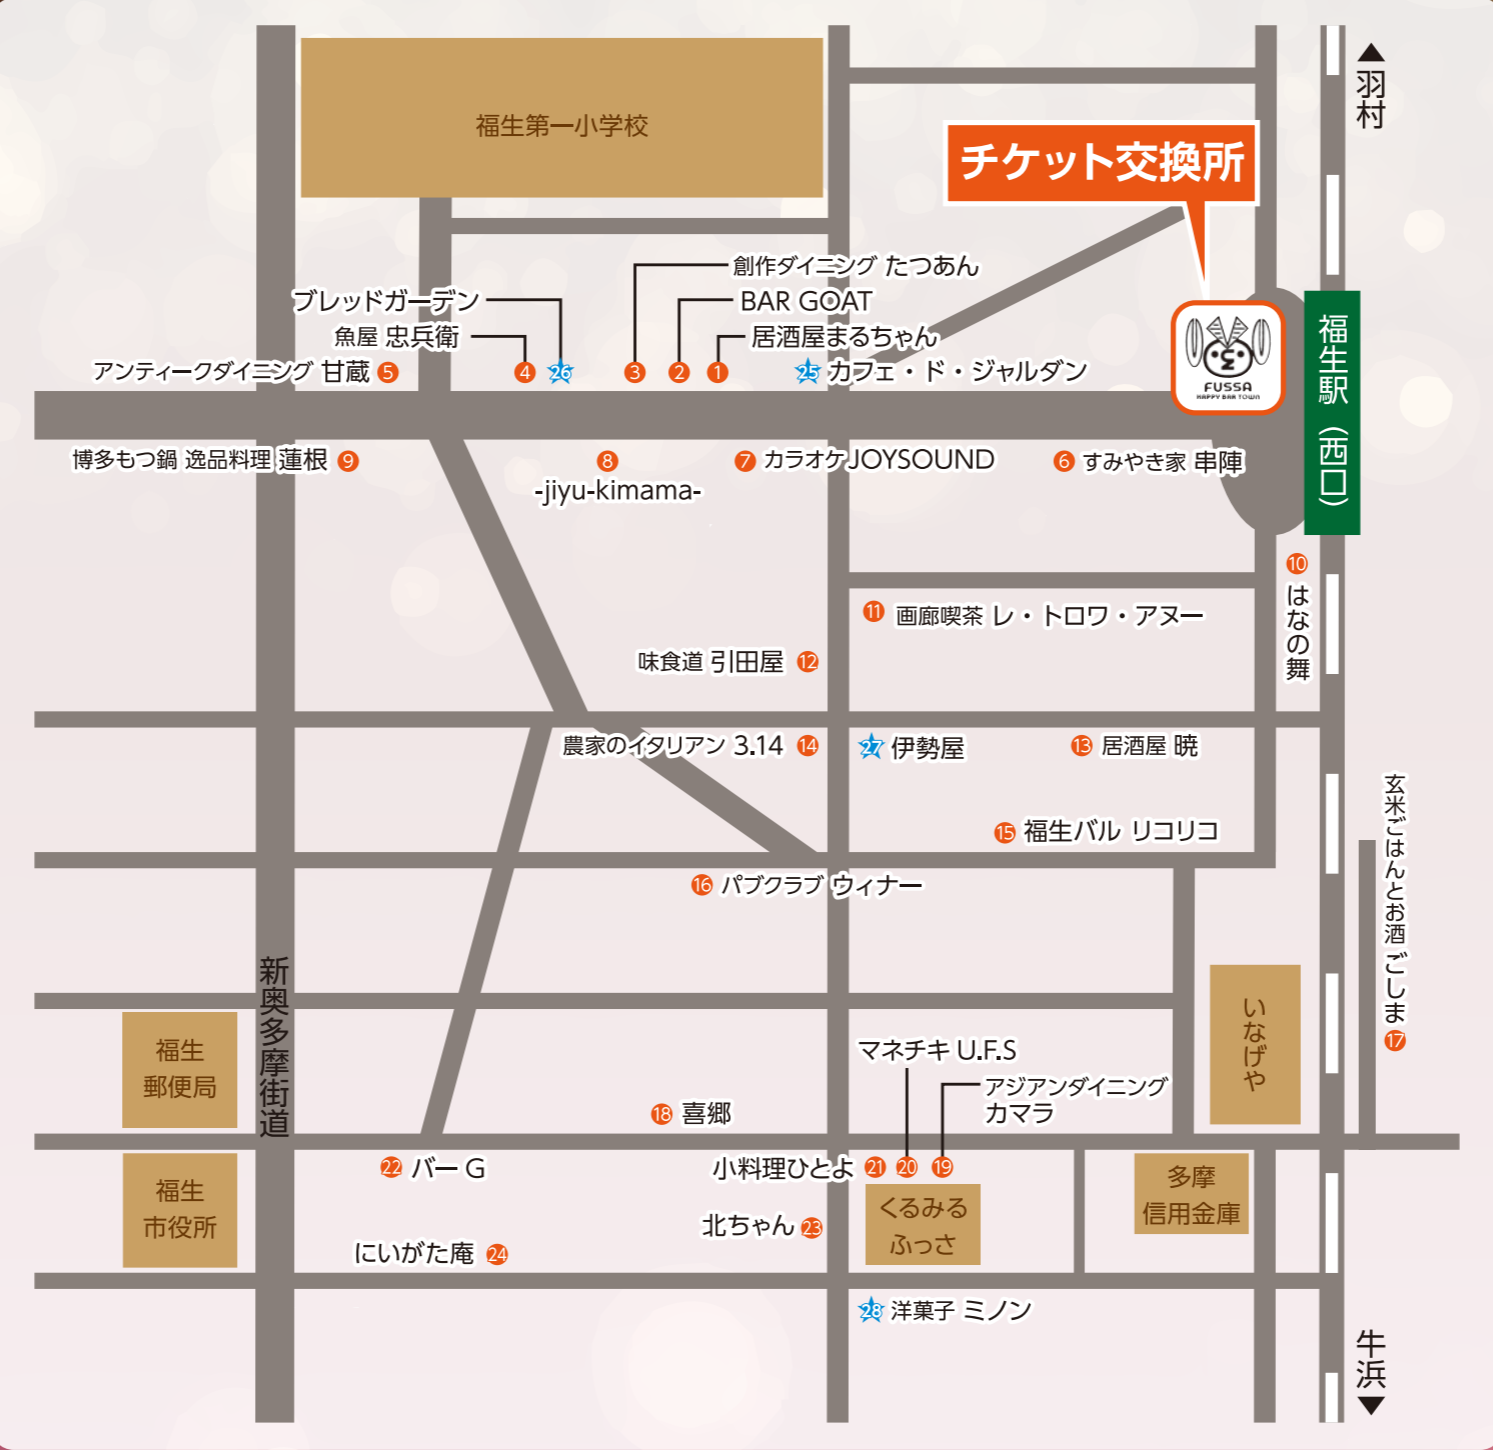 ▲羽村
福生第一小学校
チケット交換所
FUSSA
HAPPY BAR TOWN
福生駅（西口）
創作ダイニング たつあん
ブレッドガーデン
BAR GOAT
魚屋 忠兵衛
居酒屋まるちゃん
アンティークダイニング 甘蔵 5
4
26
3
2
1
25 カフェ・ド・ジャルダン
博多もつ鍋 逸品料理 蓮根 9
8
-jiyu-kimama-
7 カラオケJOYSOUND
6 すみやき家 串陣
10 はなの舞
11 画廊喫茶 レ・トロワ・アヌー
味食道 引田屋 12
農家のイタリアン 3.14 14
27 伊勢屋
13 居酒屋 暁
15 福生バル リコリコ
16 パブクラブ ウィナー
玄米ごはんとお酒 ごしま 17
新奥多摩街道
いなげや
福生
郵便局
マネチキ U.F.S
アジアンダイニング
カマラ
18 喜郷
22 バー G
小料理ひとよ 21
20
19
福生
市役所
くるみる
ふっさ
多摩
信用金庫
北ちゃん 23
にいがた庵 24
28 洋菓子 ミノン
牛浜▼